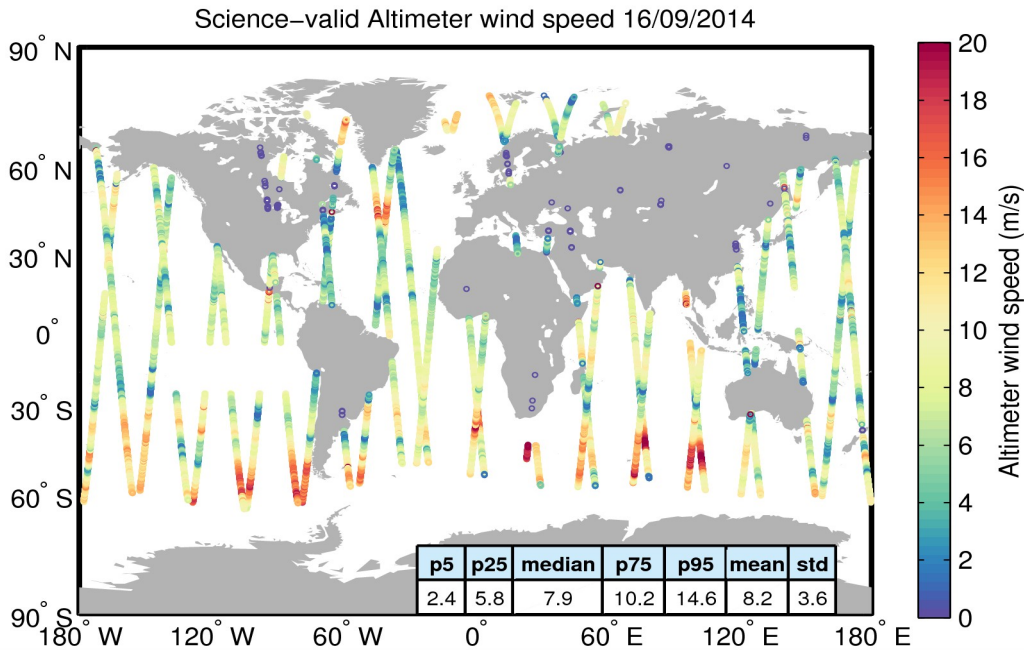 Science−valid Altimeter wind speed 16/09/2014
90° N
60° N
30° N
0°
30° S
60° S
90° S
180° W
120° W
60° W
0°
60° E
120° E
180° E
p5 p25 median p75 p95 mean std
2.4 5.8 7.9 10.2 14.6 8.2 3.6
20
18
16
14
12
10
8
6
4
2
0
Altimeter wind speed (m/s)